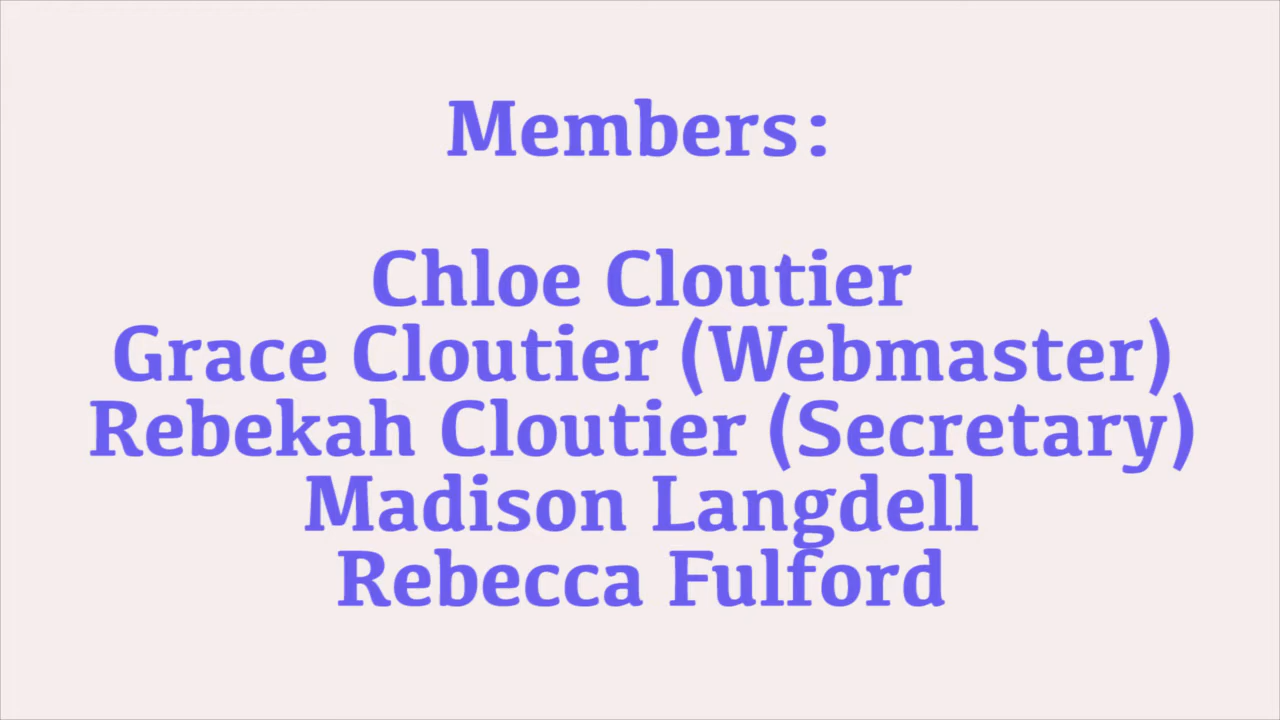 Members:
Chloe Cloutier
Grace Cloutier (Webmaster)
Rebekah Cloutier (Secretary)
Madison Langdell
Rebecca Fulford